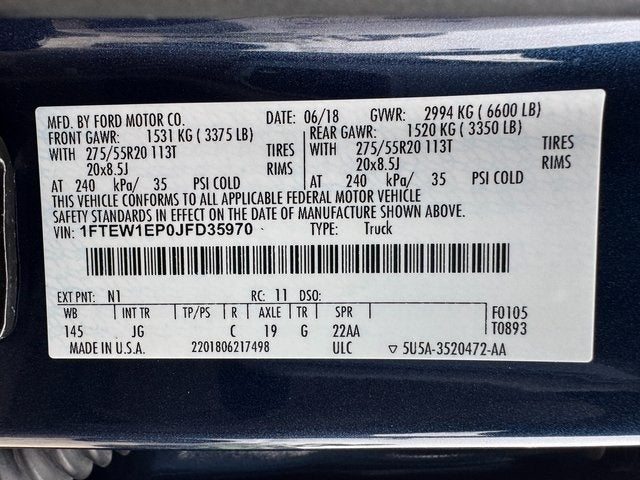 MFD. BY FORD MOTOR CO. DATE: 06/18 GVWR: 2994 KG ( 6600 LB)
FRONT GAWR: 1531 KG ( 3375 LB) REAR GAWR: 1520 KG ( 3350 LB)
WITH 275/55R20 113T TIRES WITH 275/55R20 113T TIRES
20x8.5J RIMS 20x8.5J RIMS
AT 240 kPa/ 35 PSI COLD AT 240 kPa/ 35 PSI COLD
THIS VEHICLE CONFORMS TO ALL APPLICABLE FEDERAL MOTOR VEHICLE
SAFETY STANDARDS IN EFFECT ON THE DATE OF MANUFACTURE SHOWN ABOVE.
VIN: 1FTEW1EP0JFD35970 TYPE: Truck
EXT PNT: N1 RC: 11 DSO:
WB INT TR TP/PS R AXLE TR SPR F0105
145 JG C 19 G 22AA T0893
MADE IN U.S.A. 2201806217498 ULC ▽ 5U5A-3520472-AA